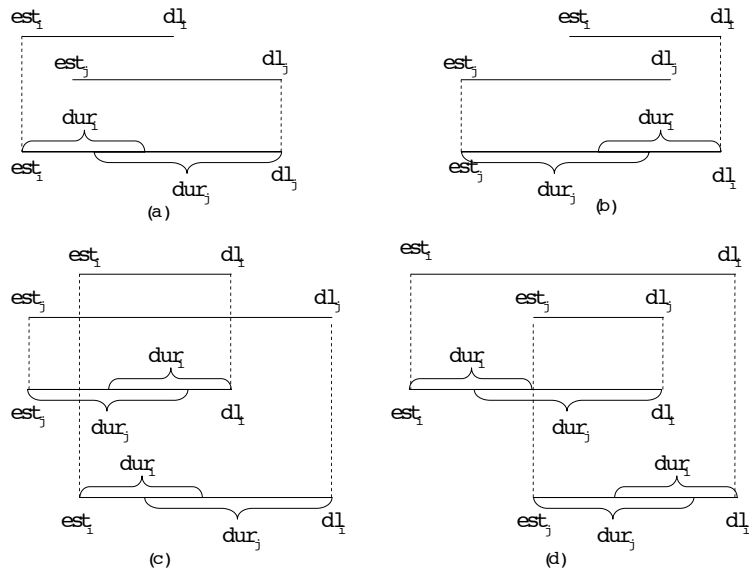 est_i dl_i
est_j dl_j
dur_i
est_i dl_j
dur_j
(a)
est_i dl_i
est_j dl_j
dur_i
est_j dl_i
dur_j
(b)
est_i dl_i
est_j dl_j
dur_i
est_j dl_i
dur_j
dur_i
est_i dl_i
dur_j
(c)
est_i dl_i
est_j dl_j
dur_i
est_i dl_i
dur_j
dur_i
est_j dl_i
dur_j
(d)